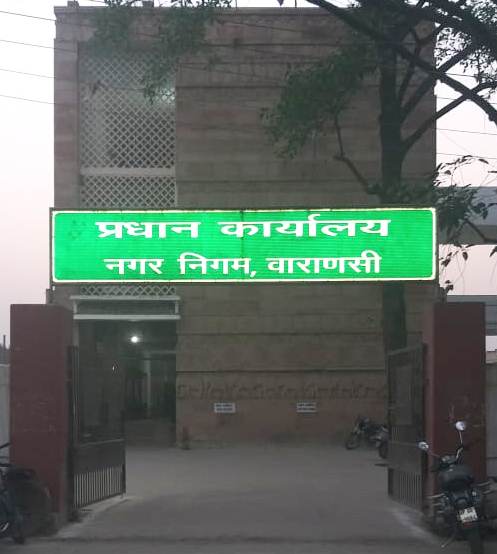 प्रधान कार्यालय
नगर निगम, वाराणसी